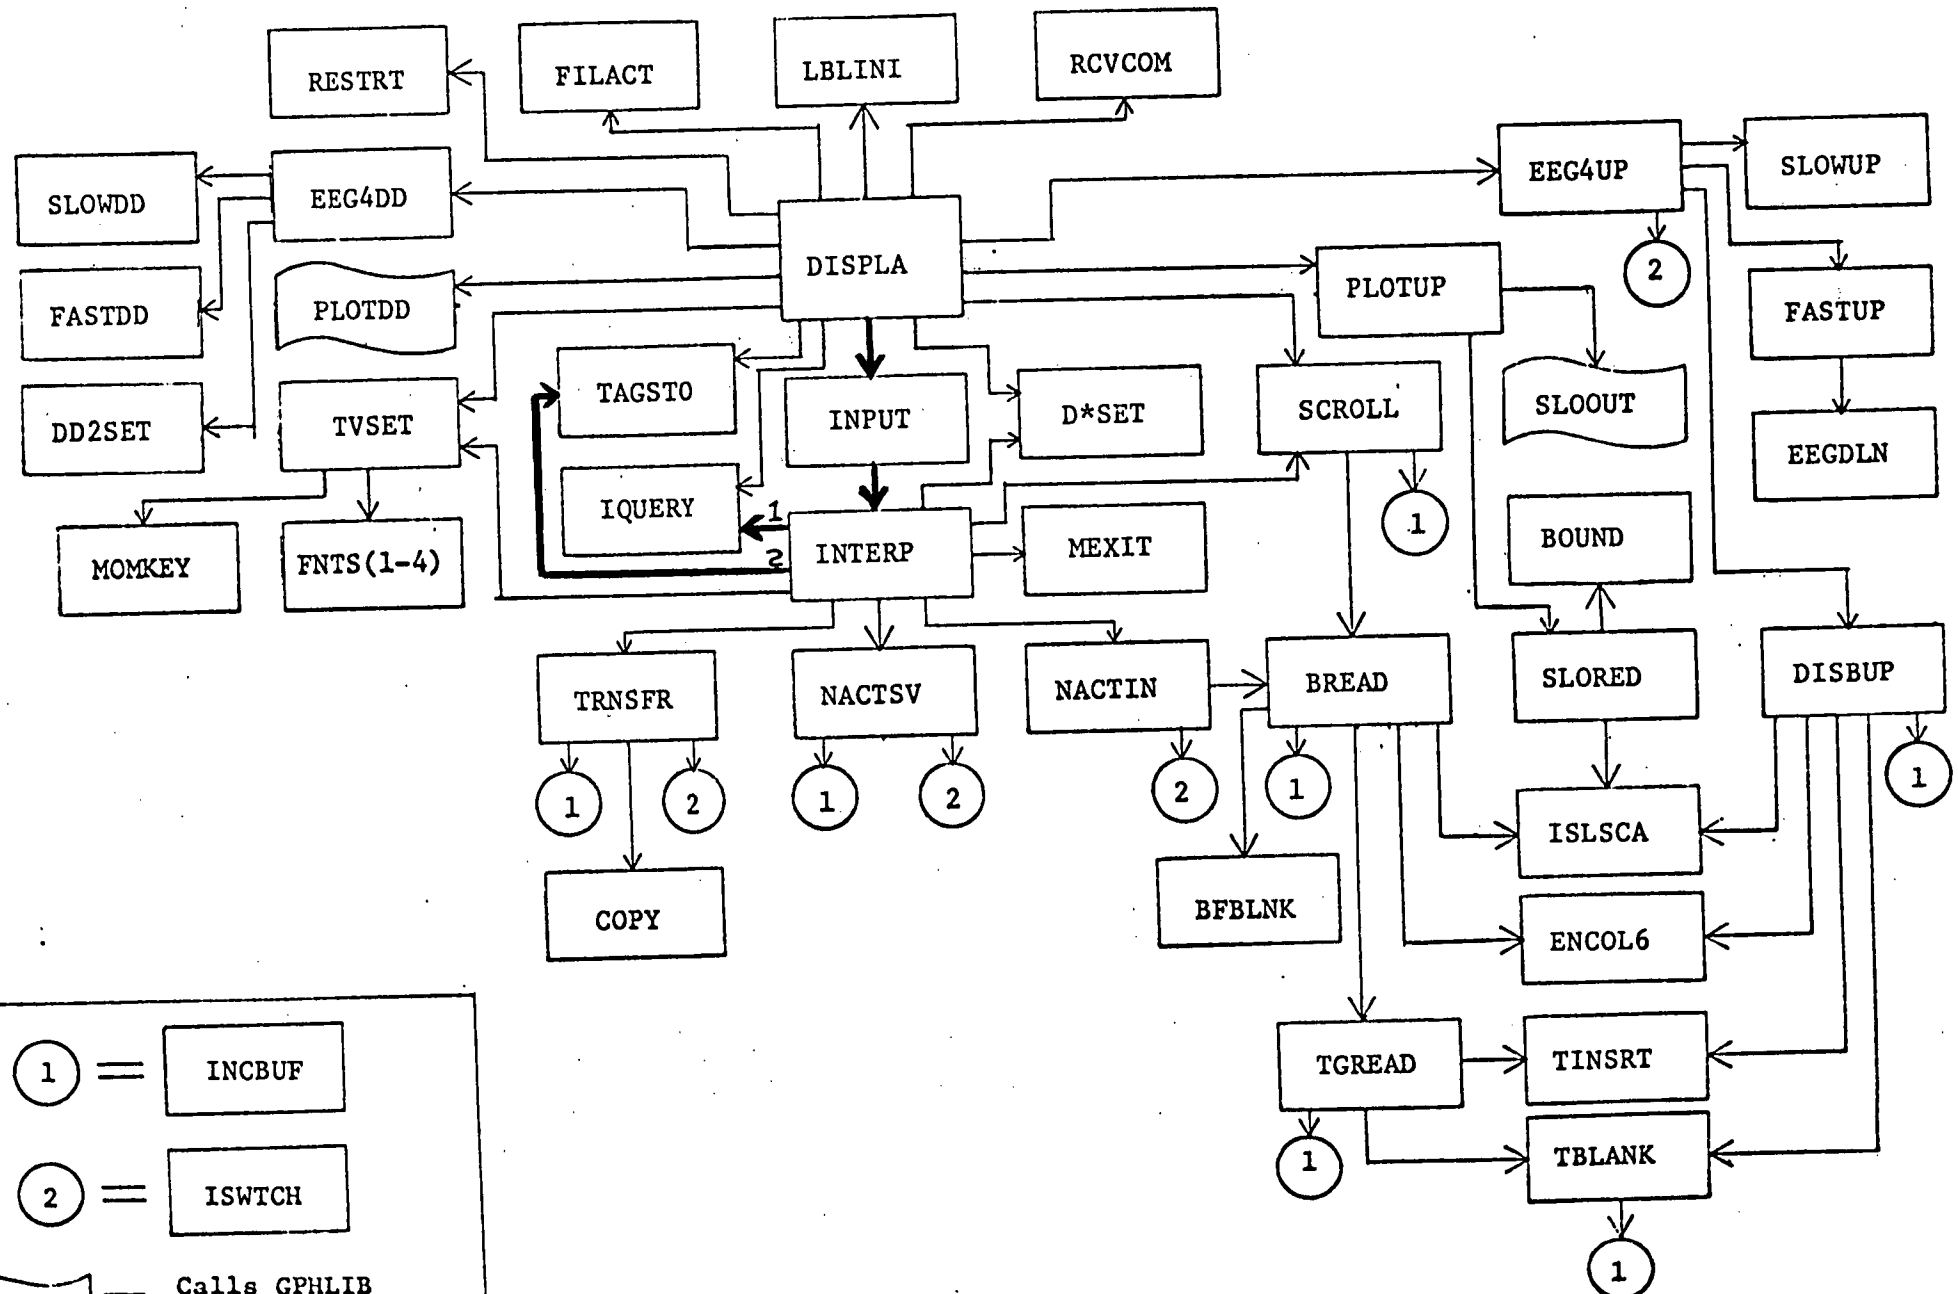 RESTRT
FILACT
LBLINI
RCVCOM
SLOWDD
EEG4DD
DISPLA
EEG4UP
SLOWUP
2
FASTDD
PLOTDD
PLOTUP
FASTUP
DD2SET
TVSET
TAGSTO
INPUT
D*SET
SCROLL
SLOOUT
EEGDLN
MOMKEY
FNTS(1-4)
IQUERY
1
2
INTERP
MEXIT
1
BOUND
TRNSFR
NACTSV
NACTIN
BREAD
SLORED
DISBUP
1
2
1
2
2
1
1
COPY
BFBLNK
ISLSCA
ENCOL6
TGREAD
TINSRT
1
TBLANK
1
1 = INCBUF
2 = ISWTCH
Calls GPHLIB